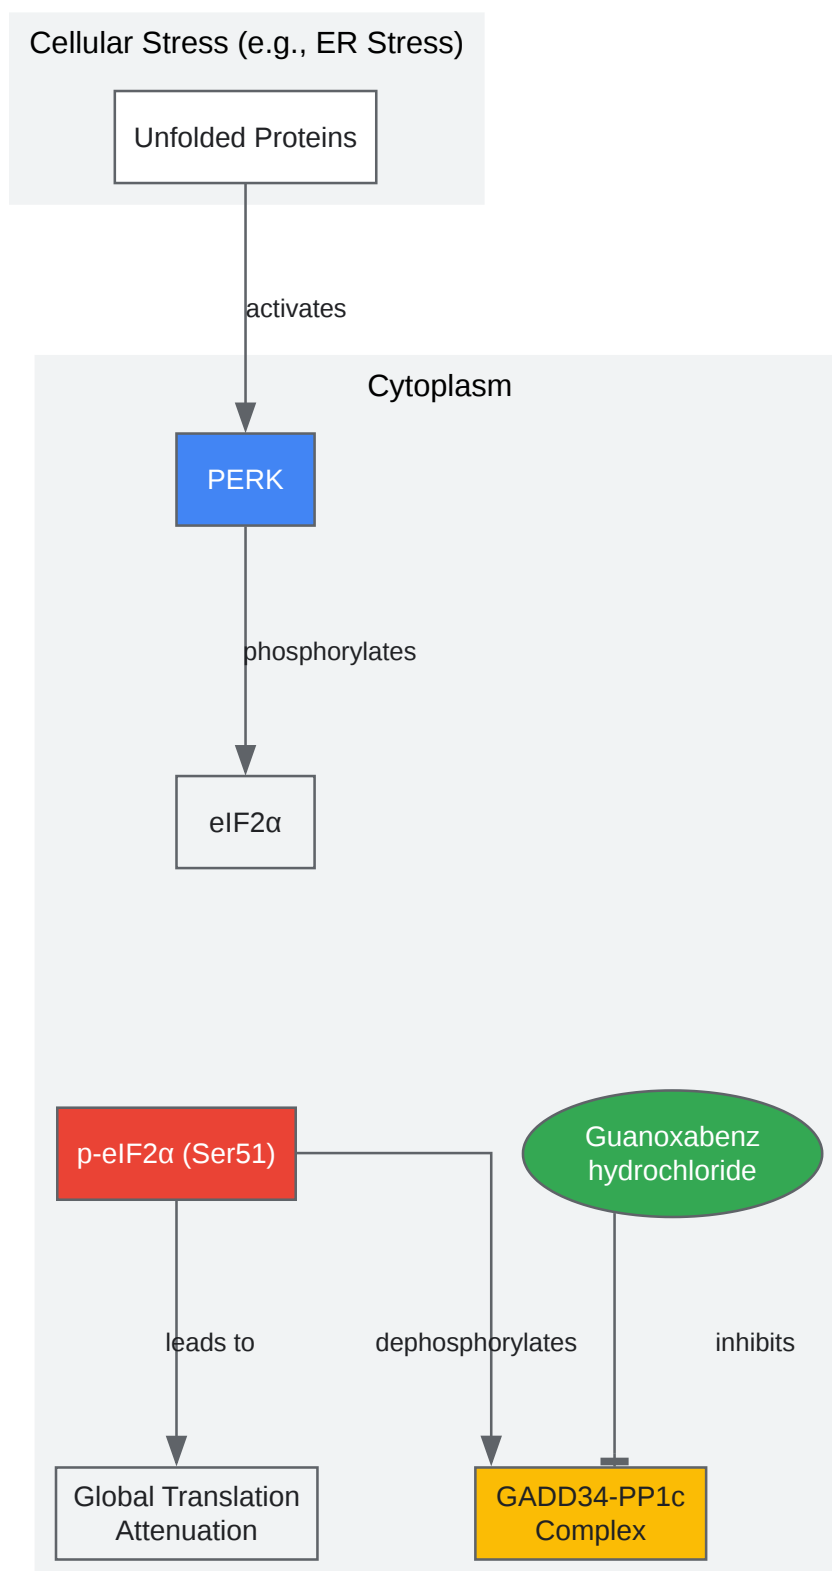 Cellular Stress (e.g., ER Stress)
Unfolded Proteins
activates
Cytoplasm
PERK
phosphorylates
eIF2α
p-eIF2α (Ser51)
Guanoxabenz
hydrochloride
leads to
dephosphorylates
inhibits
Global Translation
Attenuation
GADD34-PP1c
Complex